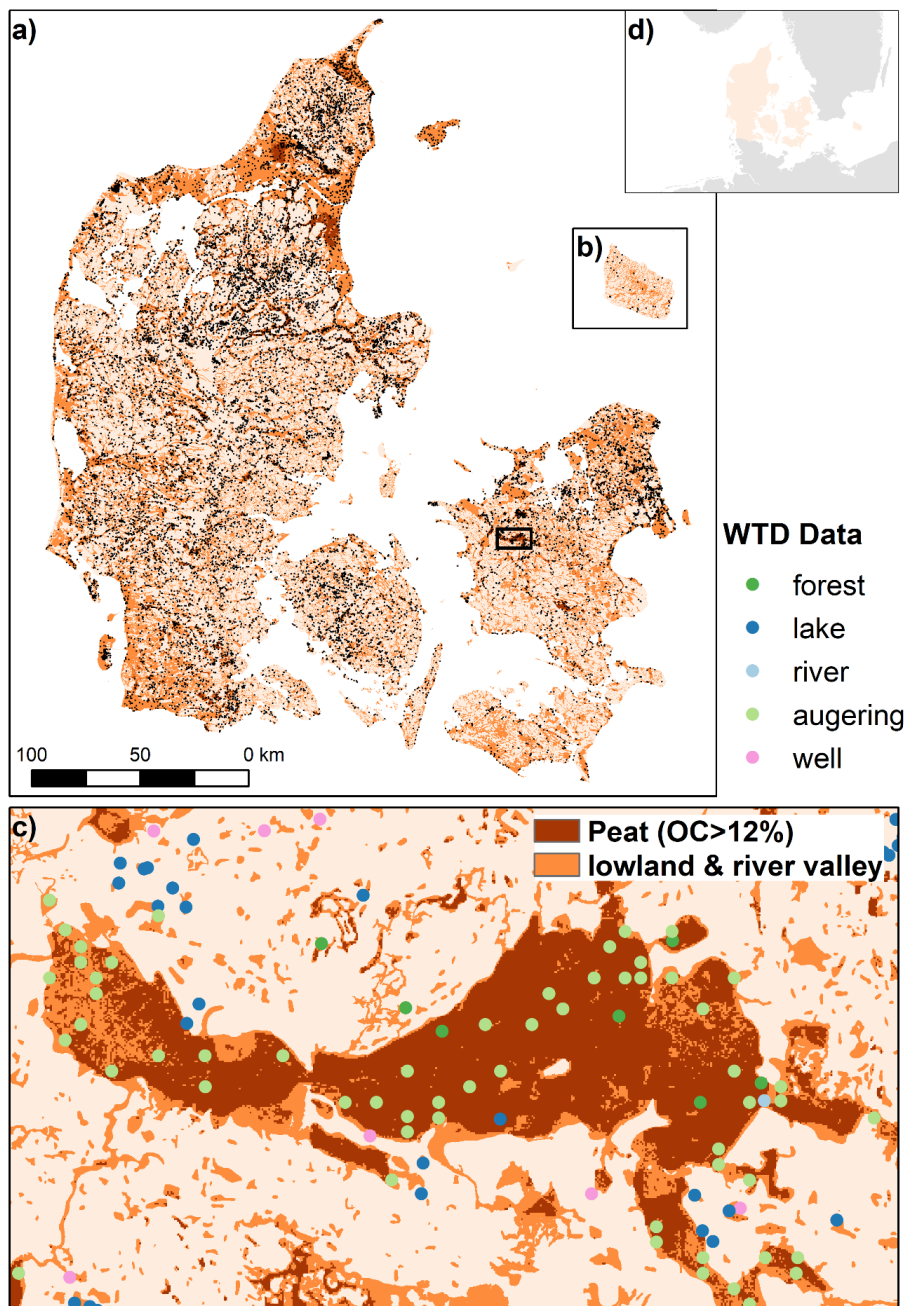 a)
d)
b)
WTD Data
forest
lake
river
augering
well
100 50 0 km
c)
Peat (OC>12%)
lowland & river valley